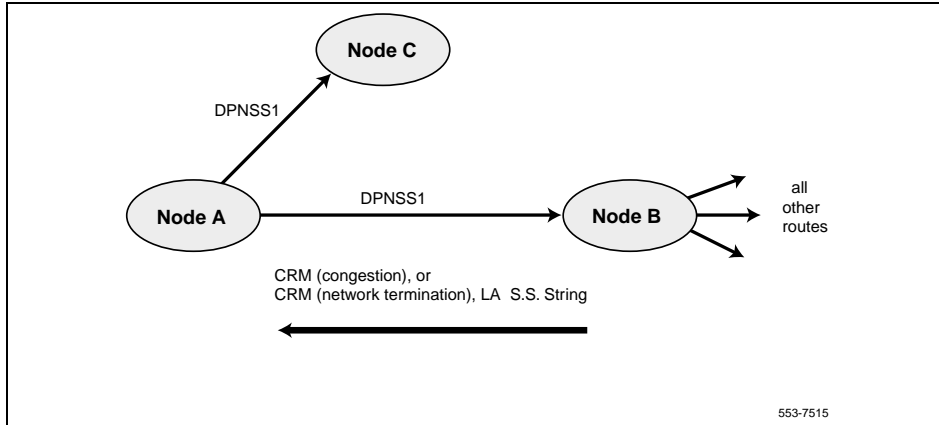 Node C
DPNSS1
DPNSS1
Node A
Node B
all
other
routes
CRM (congestion), or
CRM (network termination), LA S.S. String
553-7515